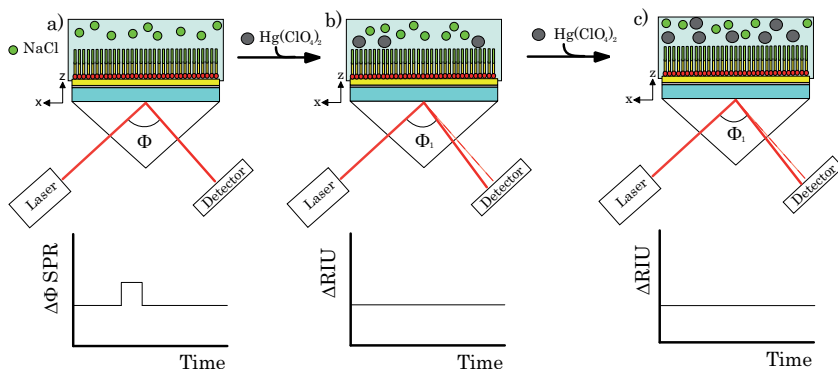 a)
NaCl
z
x
Φ
Laser
Detector
Hg(ClO₄)₂
b)
z
x
Φ₁
Laser
Detector
Hg(ClO₄)₂
c)
z
x
Φ₁
Laser
Detector
ΔΦ SPR
Time
ΔRIU
Time
ΔRIU
Time